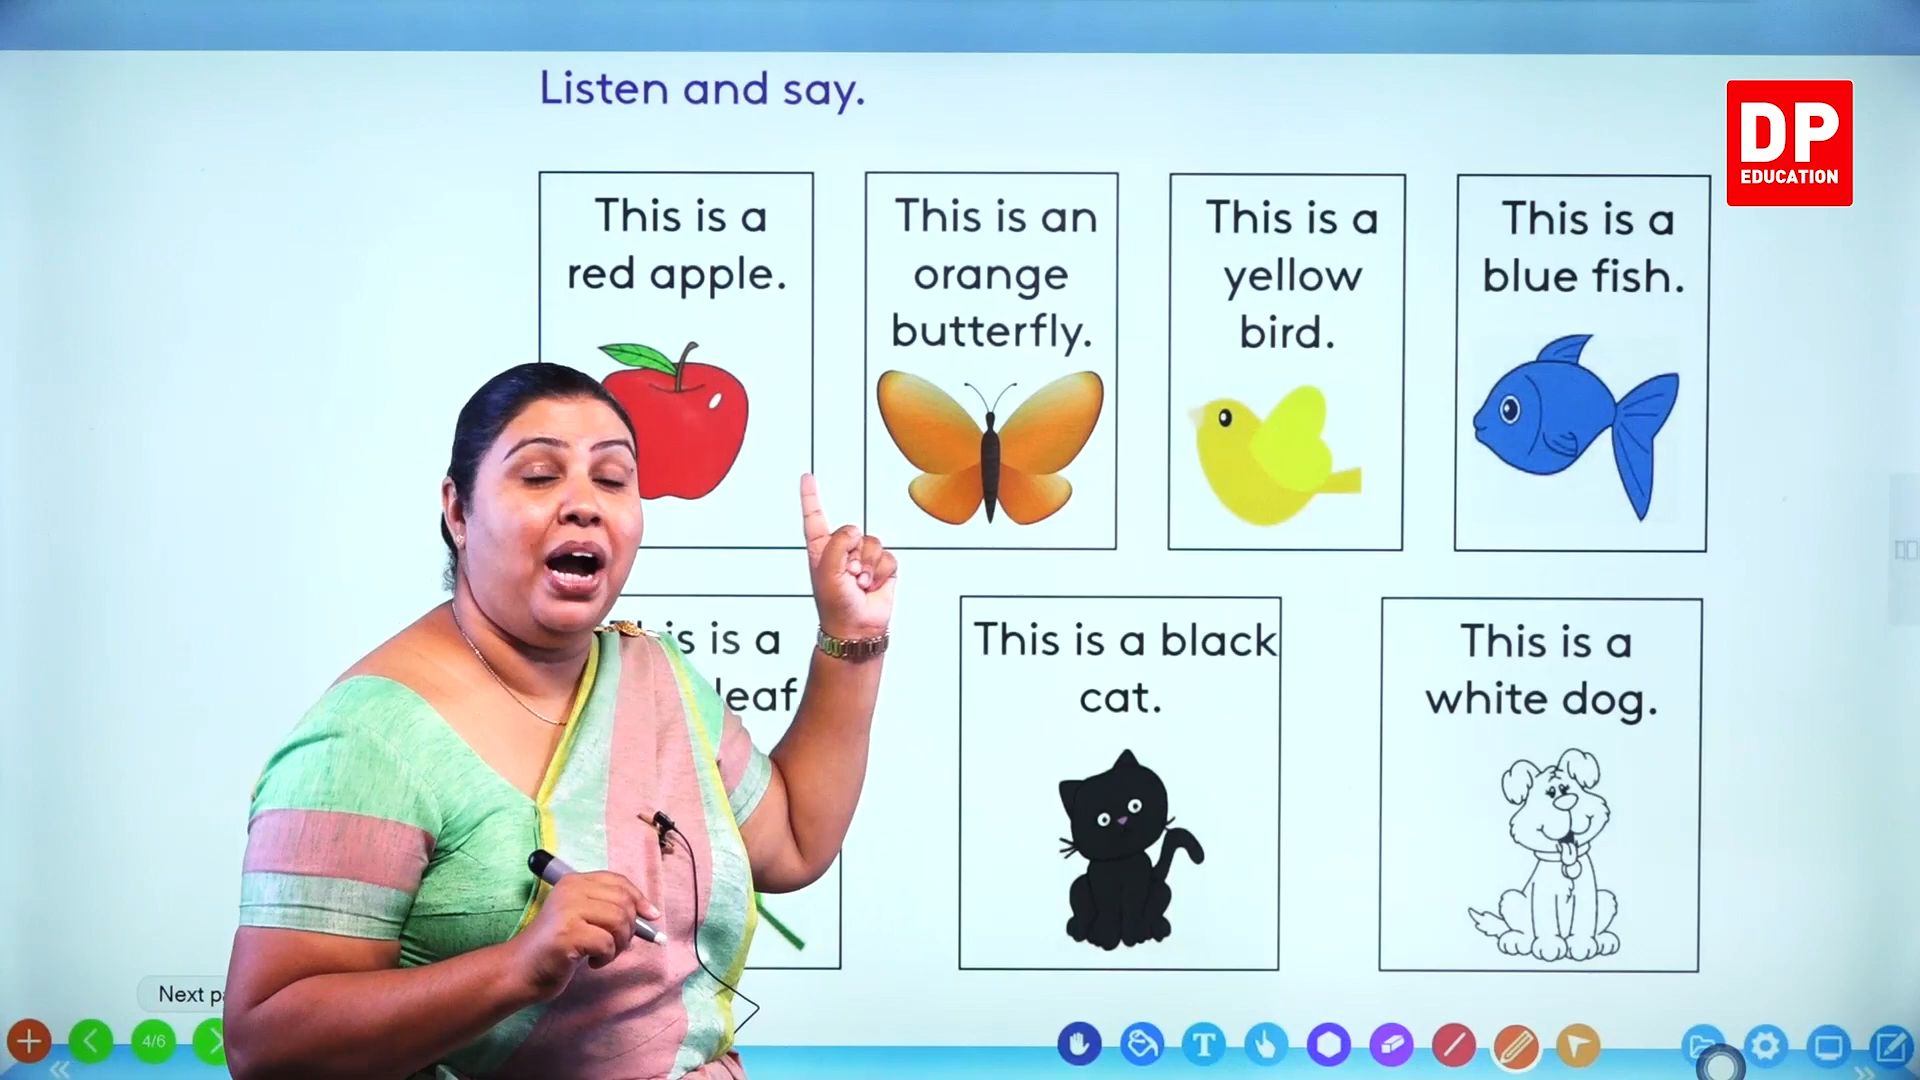 Listen and say.
DP
EDUCATION
This is a
red apple.
This is an
orange
butterfly.
This is a
yellow
bird.
This is a
blue fish.
is a
leaf
This is a black
cat.
This is a
white dog.
Next
4/6
T